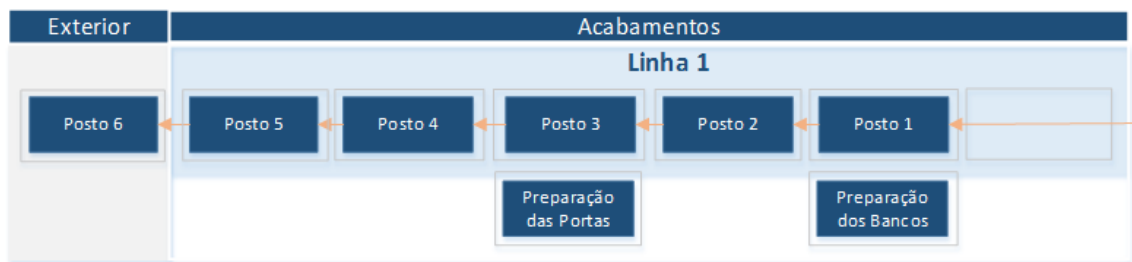 Exterior
Acabamentos
Linha 1
Posto 6
Posto 5
Posto 4
Posto 3
Posto 2
Posto 1
Preparação
das Portas
Preparação
dos Bancos